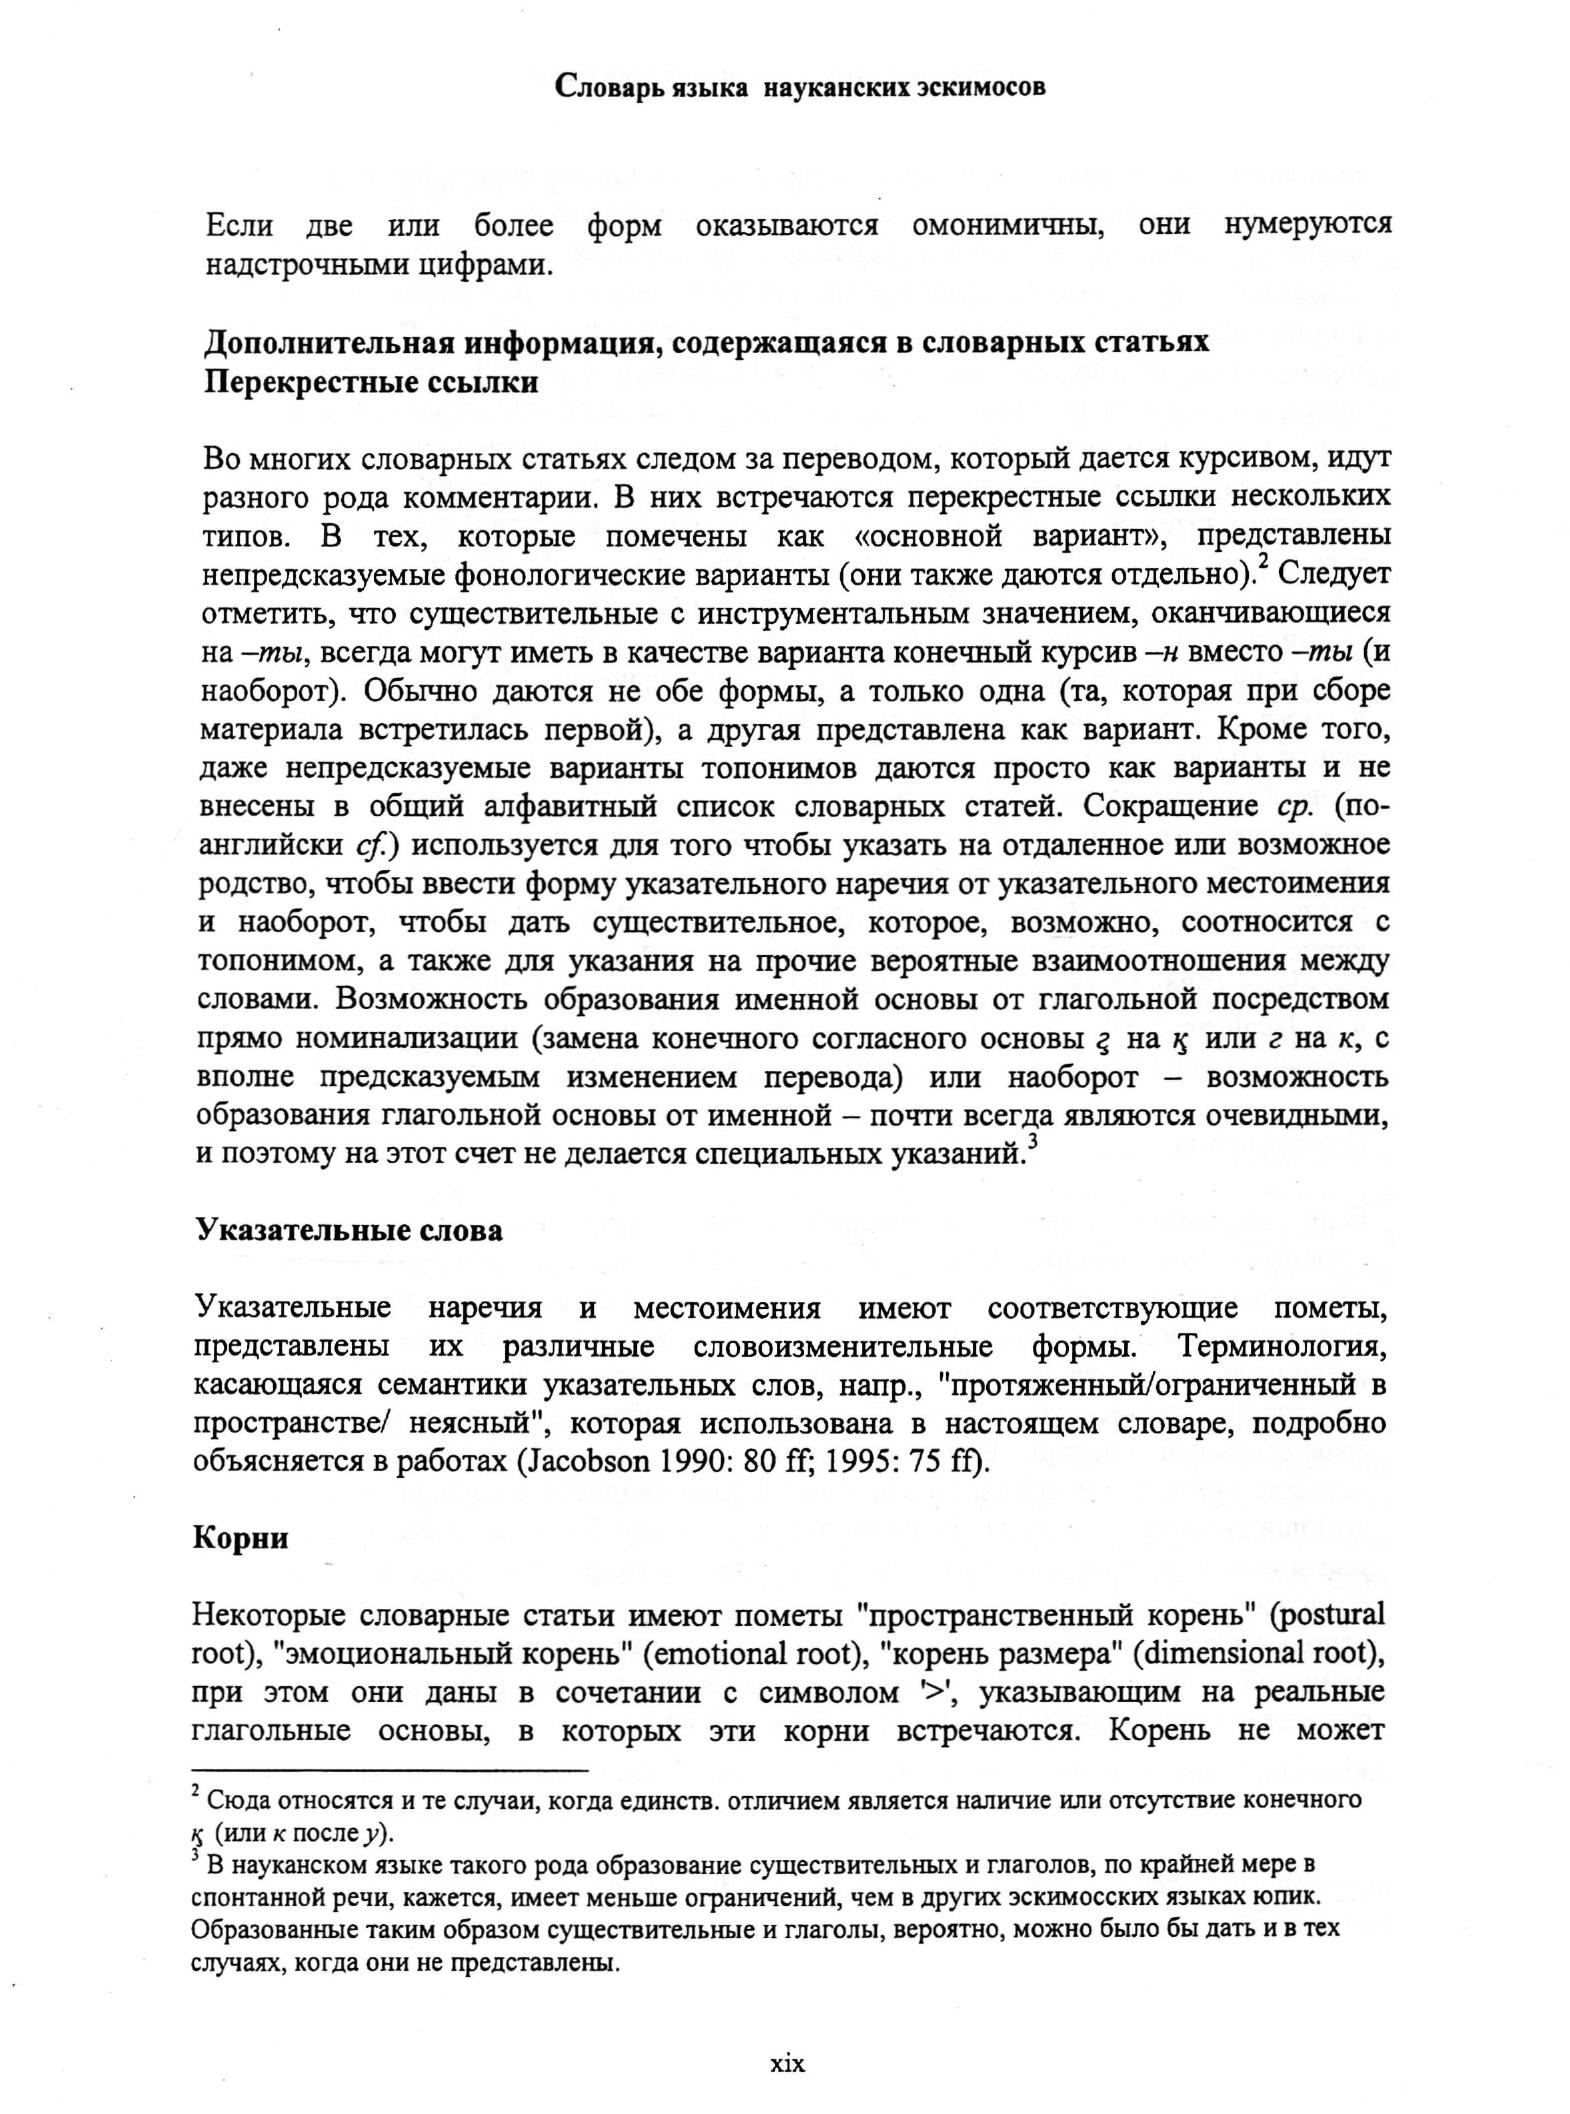 Словарь языка науканских эскимосов
Если две или более форм оказываются омонимичны, они нумеруются
надстрочными цифрами.
Дополнительная информация, содержащаяся в словарных статьях
Перекрестные ссылки
Во многих словарных статьях следом за переводом, который дается курсивом, идут
разного рода комментарии. В них встречаются перекрестные ссылки нескольких
типов. В тех, которые помечены как «основной вариант», представлены
непредсказуемые фонологические варианты (они также даются отдельно).² Следует
отметить, что существительные с инструментальным значением, оканчивающиеся
на –ты, всегда могут иметь в качестве варианта конечный курсив –н вместо –ты (и
наоборот). Обычно даются не обе формы, а только одна (та, которая при сборе
материала встретилась первой), а другая представлена как вариант. Кроме того,
даже непредсказуемые варианты топонимов даются просто как варианты и не
внесены в общий алфавитный список словарных статей. Сокращение ср. (по-
английски cf.) используется для того чтобы указать на отдаленное или возможное
родство, чтобы ввести форму указательного наречия от указательного местоимения
и наоборот, чтобы дать существительное, которое, возможно, соотносится с
топонимом, а также для указания на прочие вероятные взаимоотношения между
словами. Возможность образования именной основы от глагольной посредством
прямо номинализации (замена конечного согласного основы ӷ на қ или г на к, с
вполне предсказуемым изменением перевода) или наоборот – возможность
образования глагольной основы от именной – почти всегда являются очевидными,
и поэтому на этот счет не делается специальных указаний.³
Указательные слова
Указательные наречия и местоимения имеют соответствующие пометы,
представлены их различные словоизменительные формы. Терминология,
касающаяся семантики указательных слов, напр., "протяженный/ограниченный в
пространстве/ неясный", которая использована в настоящем словаре, подробно
объясняется в работах (Jacobson 1990: 80 ff; 1995: 75 ff).
Корни
Некоторые словарные статьи имеют пометы "пространственный корень" (postural
root), "эмоциональный корень" (emotional root), "корень размера" (dimensional root),
при этом они даны в сочетании с символом '>', указывающим на реальные
глагольные основы, в которых эти корни встречаются. Корень не может
² Сюда относятся и те случаи, когда единств. отличием является наличие или отсутствие конечного
қ (или к после у).
³ В науканском языке такого рода образование существительных и глаголов, по крайней мере в
спонтанной речи, кажется, имеет меньше ограничений, чем в других эскимосских языках юпик.
Образованные таким образом существительные и глаголы, вероятно, можно было бы дать и в тех
случаях, когда они не представлены.
xix